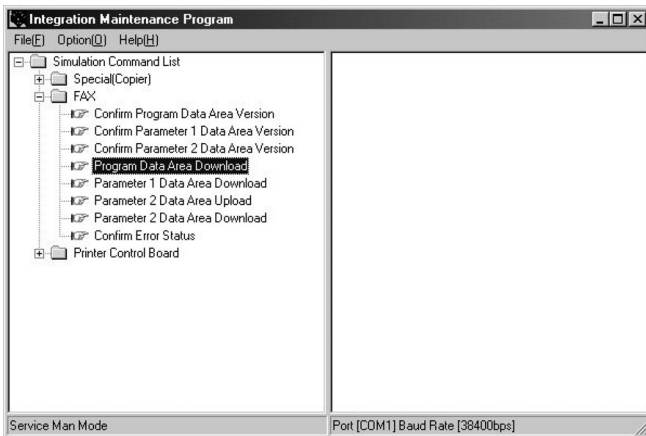 Integration Maintenance Program
File(F) Option(O) Help(H)
Simulation Command List
Special(Copier)
FAX
Confirm Program Data Area Version
Confirm Parameter 1 Data Area Version
Confirm Parameter 2 Data Area Version
Program Data Area Download
Parameter 1 Data Area Download
Parameter 2 Data Area Upload
Parameter 2 Data Area Download
Confirm Error Status
Printer Control Board
Service Man Mode Port [COM1] Baud Rate [38400bps]